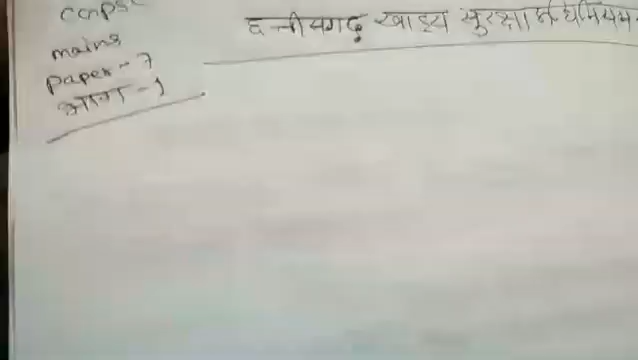 cgpsc
mains
paper - 7
भाग - 1
छत्तीसगढ़ खाद्य सुरक्षा अधिनियम